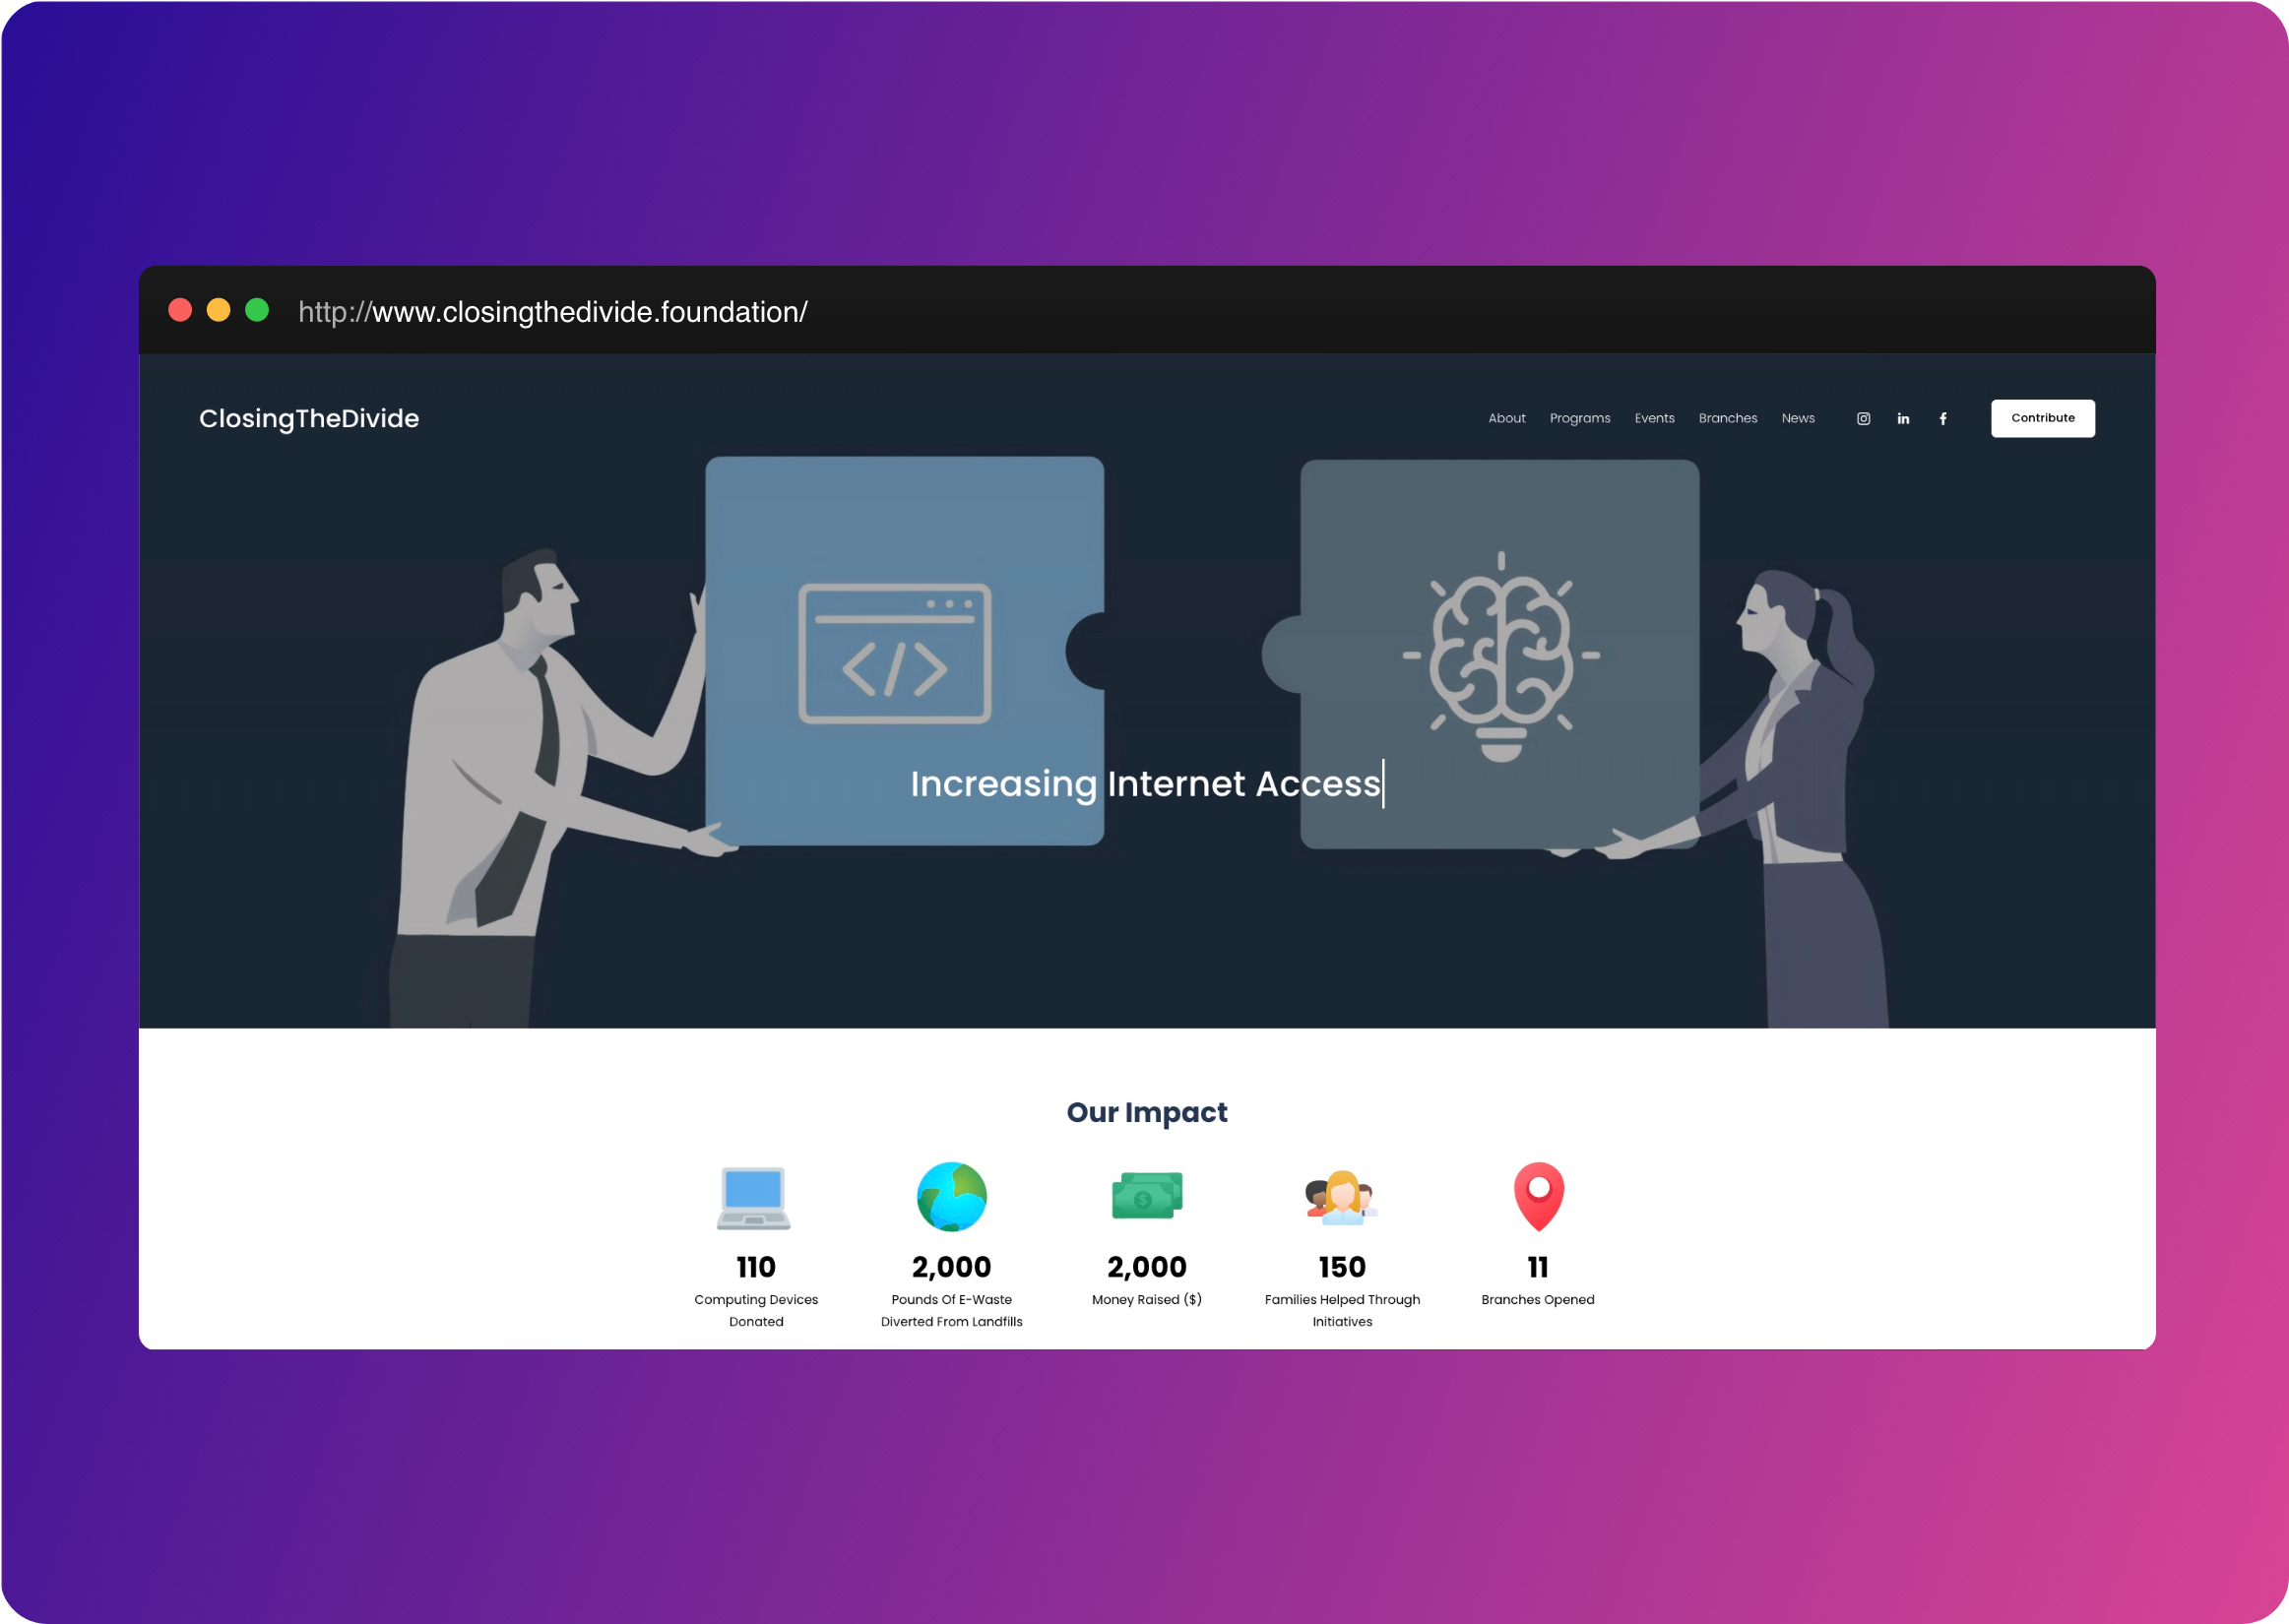 http://www.closingthedivide.foundation/
ClosingTheDivide
About Programs Events Branches News Contribute
Increasing Internet Access
Our Impact
110 2,000 2,000 150 11
Computing Devices Pounds Of E-Waste Money Raised ($) Families Helped Through Branches Opened
Donated Diverted From Landfills Initiatives